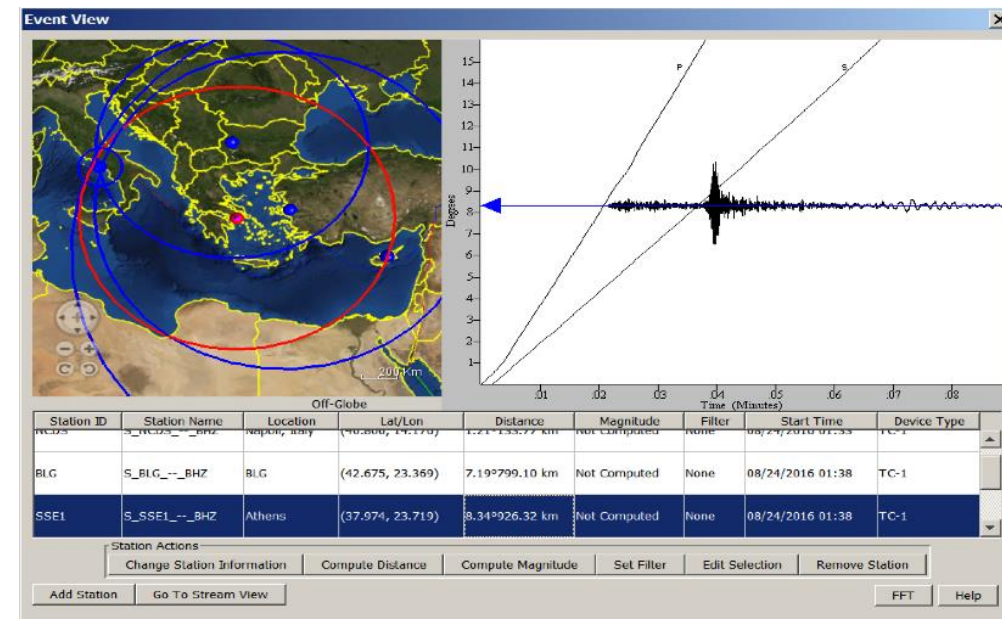 Event View
15
14
13
12
11
10
9
8
7
6
5
4
3
2
1
Degrees
P
S
200 Km
Off-Globe
.01 .02 .03 .04 .05 .06 .07 .08
Time (Minutes)
Station ID Station Name Location Lat/Lon Distance Magnitude Filter Start Time Device Type
BLG S_BLG_--_BHZ BLG (42.675, 23.369) 7.19°799.10 km Not Computed None 08/24/2016 01:38 TC-1
SSE1 S_SSE1_--_BHZ Athens (37.974, 23.719) 8.34°926.32 km Not Computed None 08/24/2016 01:38 TC-1
Station Actions
Change Station Information Compute Distance Compute Magnitude Set Filter Edit Selection Remove Station
Add Station Go To Stream View FFT Help